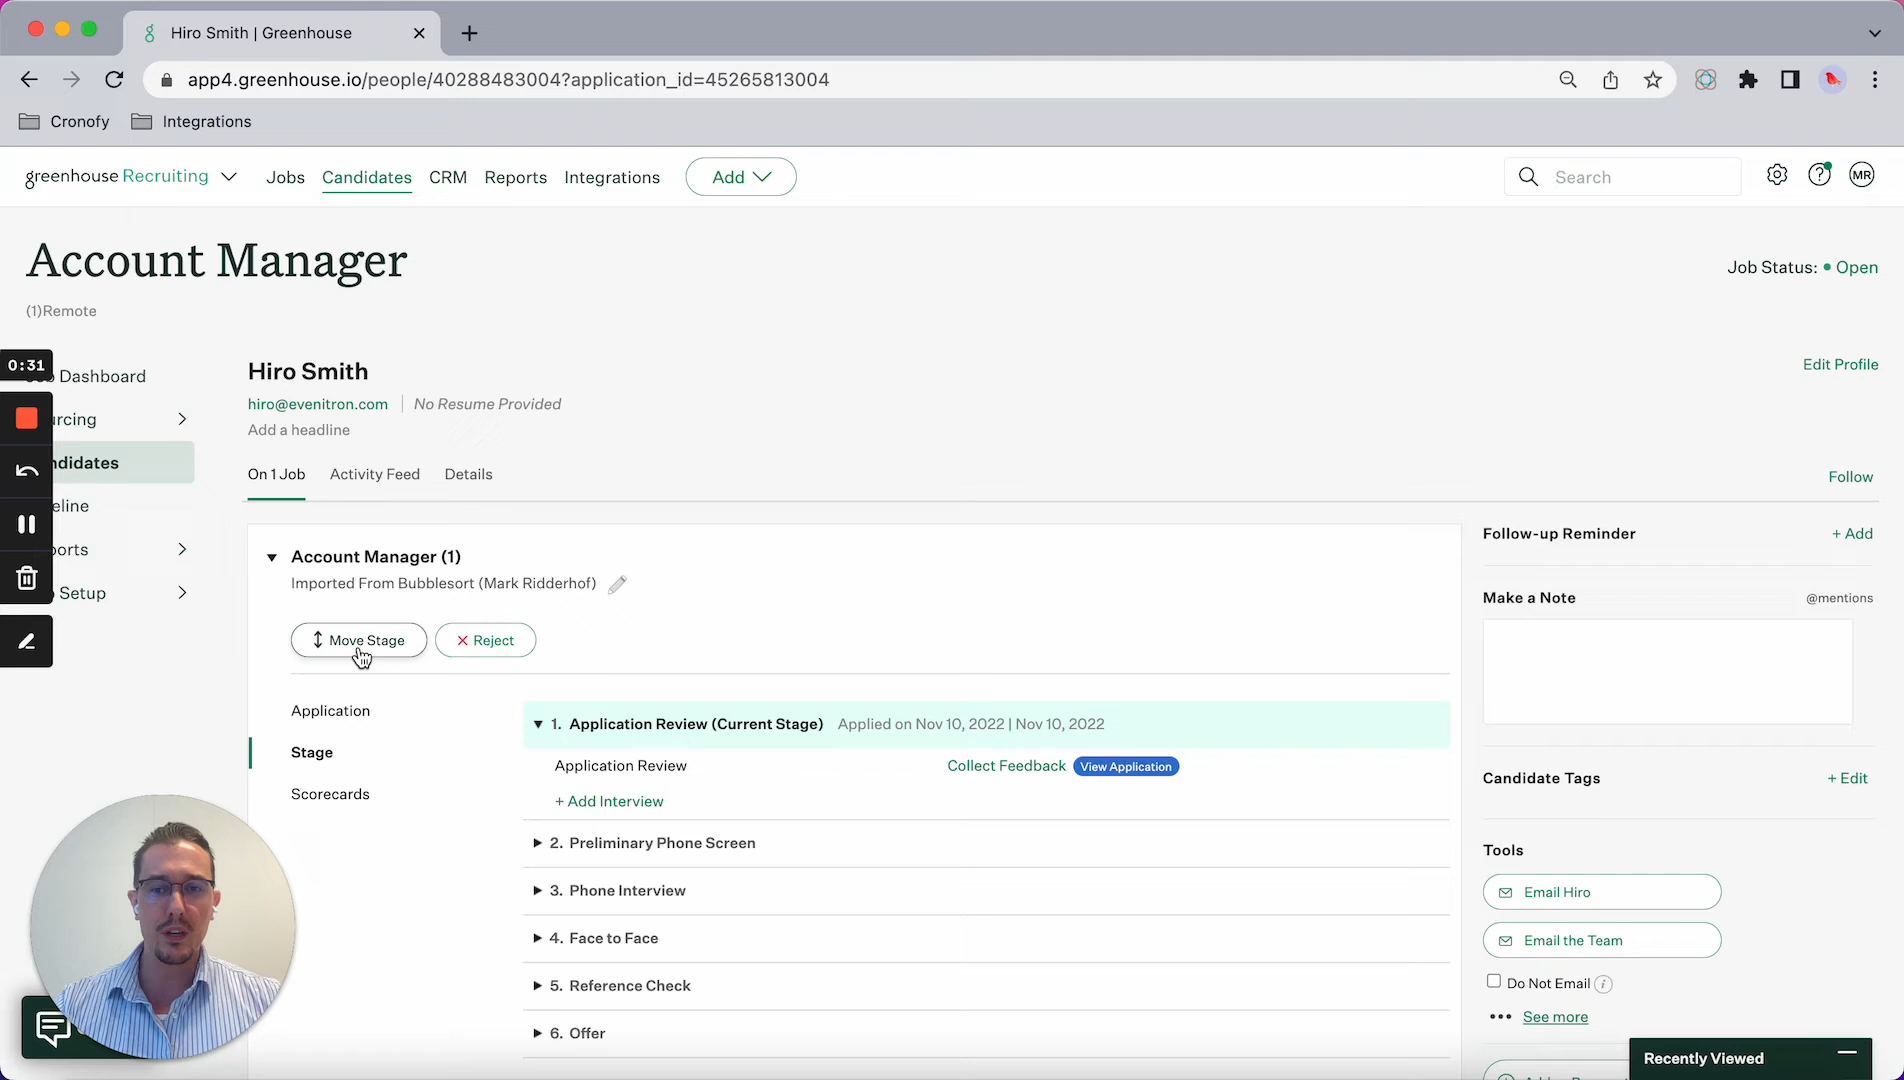 Hiro Smith | Greenhouse
app4.greenhouse.io/people/40288483004?application_id=45265813004
Cronofy
Integrations
greenhouse Recruiting
Jobs
Candidates
CRM
Reports
Integrations
Add
Search
MR
Account Manager
(1)Remote
Job Status: • Open
0:31
Dashboard
rcing
ndidates
eline
orts
Setup
Hiro Smith
hiro@evenitron.com
No Resume Provided
Add a headline
Edit Profile
On 1 Job
Activity Feed
Details
Follow
Account Manager (1)
Imported From Bubblesort (Mark Ridderhof)
Move Stage
Reject
Application
Stage
Scorecards
1. Application Review (Current Stage) Applied on Nov 10, 2022 | Nov 10, 2022
Application Review
Collect Feedback
View Application
+ Add Interview
2. Preliminary Phone Screen
3. Phone Interview
4. Face to Face
5. Reference Check
6. Offer
Follow-up Reminder
+ Add
Make a Note
@mentions
Candidate Tags
+ Edit
Tools
Email Hiro
Email the Team
Do Not Email
••• See more
Recently Viewed